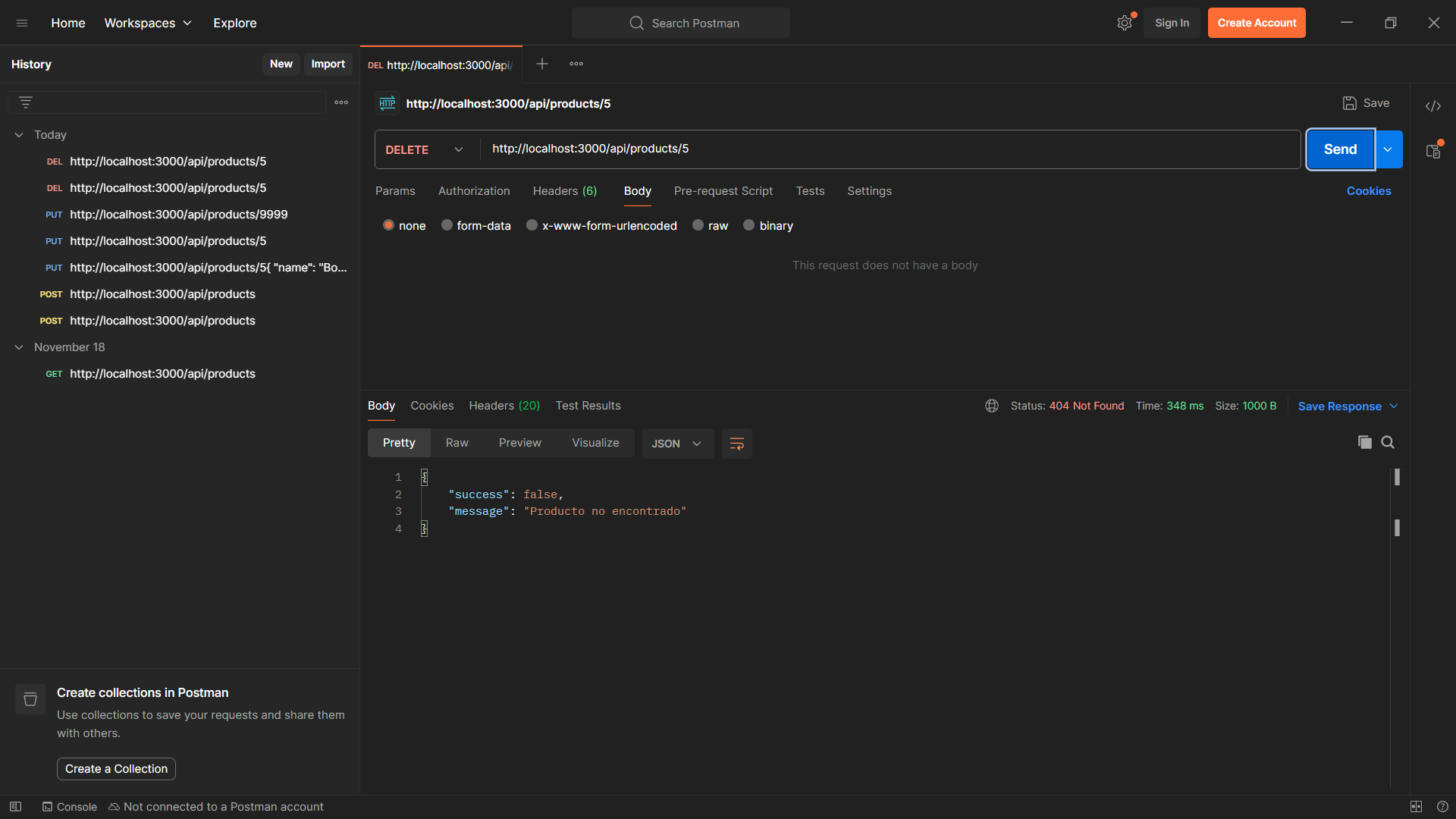 Home Workspaces Explore Search Postman Sign In Create Account
History New Import DEL http://localhost:3000/api/
HTTP http://localhost:3000/api/products/5 Save
Today
DEL http://localhost:3000/api/products/5
DEL http://localhost:3000/api/products/5
PUT http://localhost:3000/api/products/9999
PUT http://localhost:3000/api/products/5
PUT http://localhost:3000/api/products/5{ "name": "Bo...
POST http://localhost:3000/api/products
POST http://localhost:3000/api/products
November 18
GET http://localhost:3000/api/products
DELETE http://localhost:3000/api/products/5 Send
Params Authorization Headers (6) Body Pre-request Script Tests Settings Cookies
none form-data x-www-form-urlencoded raw binary
This request does not have a body
Body Cookies Headers (20) Test Results Status: 404 Not Found Time: 348 ms Size: 1000 B Save Response
Pretty Raw Preview Visualize JSON
1 {
2 "success": false,
3 "message": "Producto no encontrado"
4 }
Create collections in Postman
Use collections to save your requests and share them
with others.
Create a Collection
Console Not connected to a Postman account